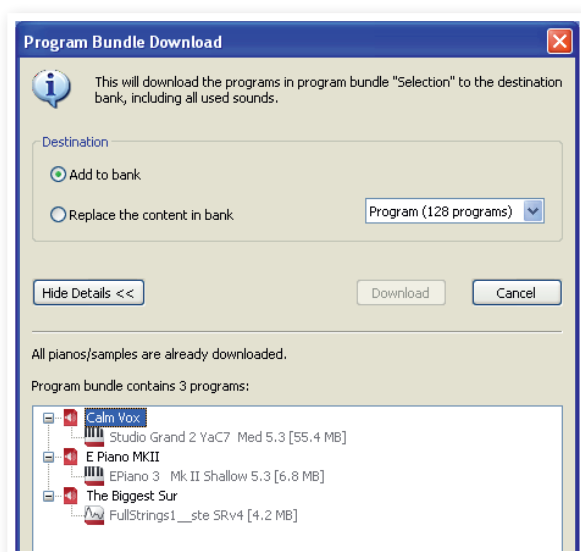 Program Bundle Download
This will download the programs in program bundle "Selection" to the destination
bank, including all used sounds.
Destination
Add to bank
Replace the content in bank
Program (128 programs)
Hide Details <<
Download
Cancel
All pianos/samples are already downloaded.
Program bundle contains 3 programs:
Calm Vox
Studio Grand 2 YaC7 Med 5.3 [55.4 MB]
E Piano MKII
EPiano 3 Mk II Shallow 5.3 [6.8 MB]
The Biggest Sur
FullStrings1__ste SRv4 [4.2 MB]